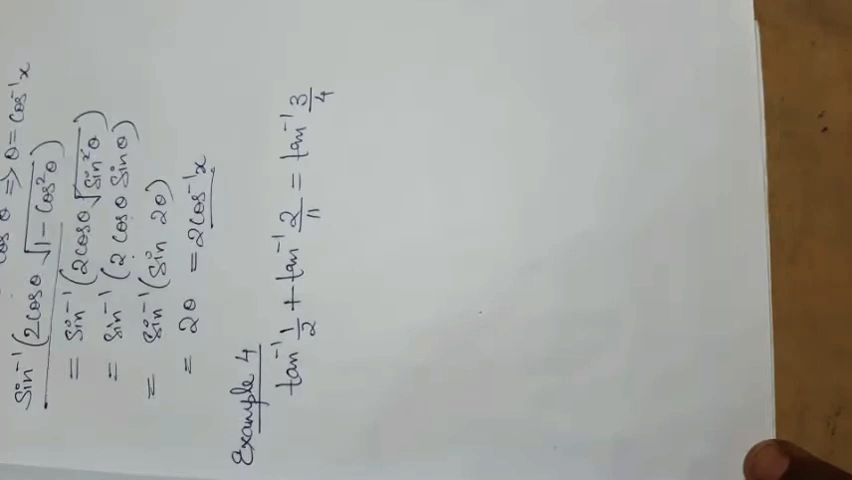 cos θ => θ = cos⁻¹x
sin⁻¹(2cosθ √1-cos²θ)
= sin⁻¹(2cosθ √sin²θ)
= sin⁻¹(2 cosθ sinθ)
= sin⁻¹(sin 2θ)
= 2θ = 2cos⁻¹x
Example 4
tan⁻¹ 1/2 + tan⁻¹ 2/11 = tan⁻¹ 3/4